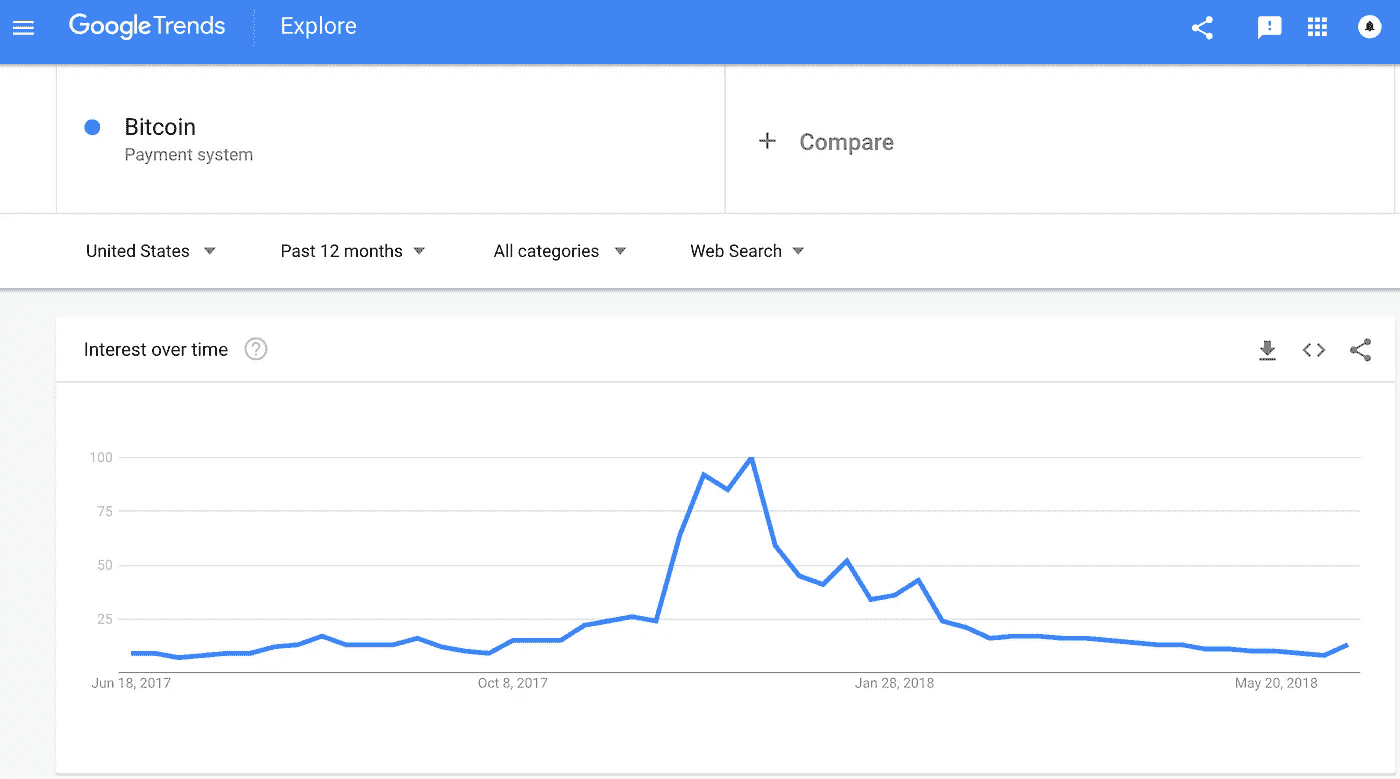 Google Trends Explore
Bitcoin
Payment system
+ Compare
United States Past 12 months All categories Web Search
Interest over time ?
100
75
50
25
Jun 18, 2017 Oct 8, 2017 Jan 28, 2018 May 20, 2018